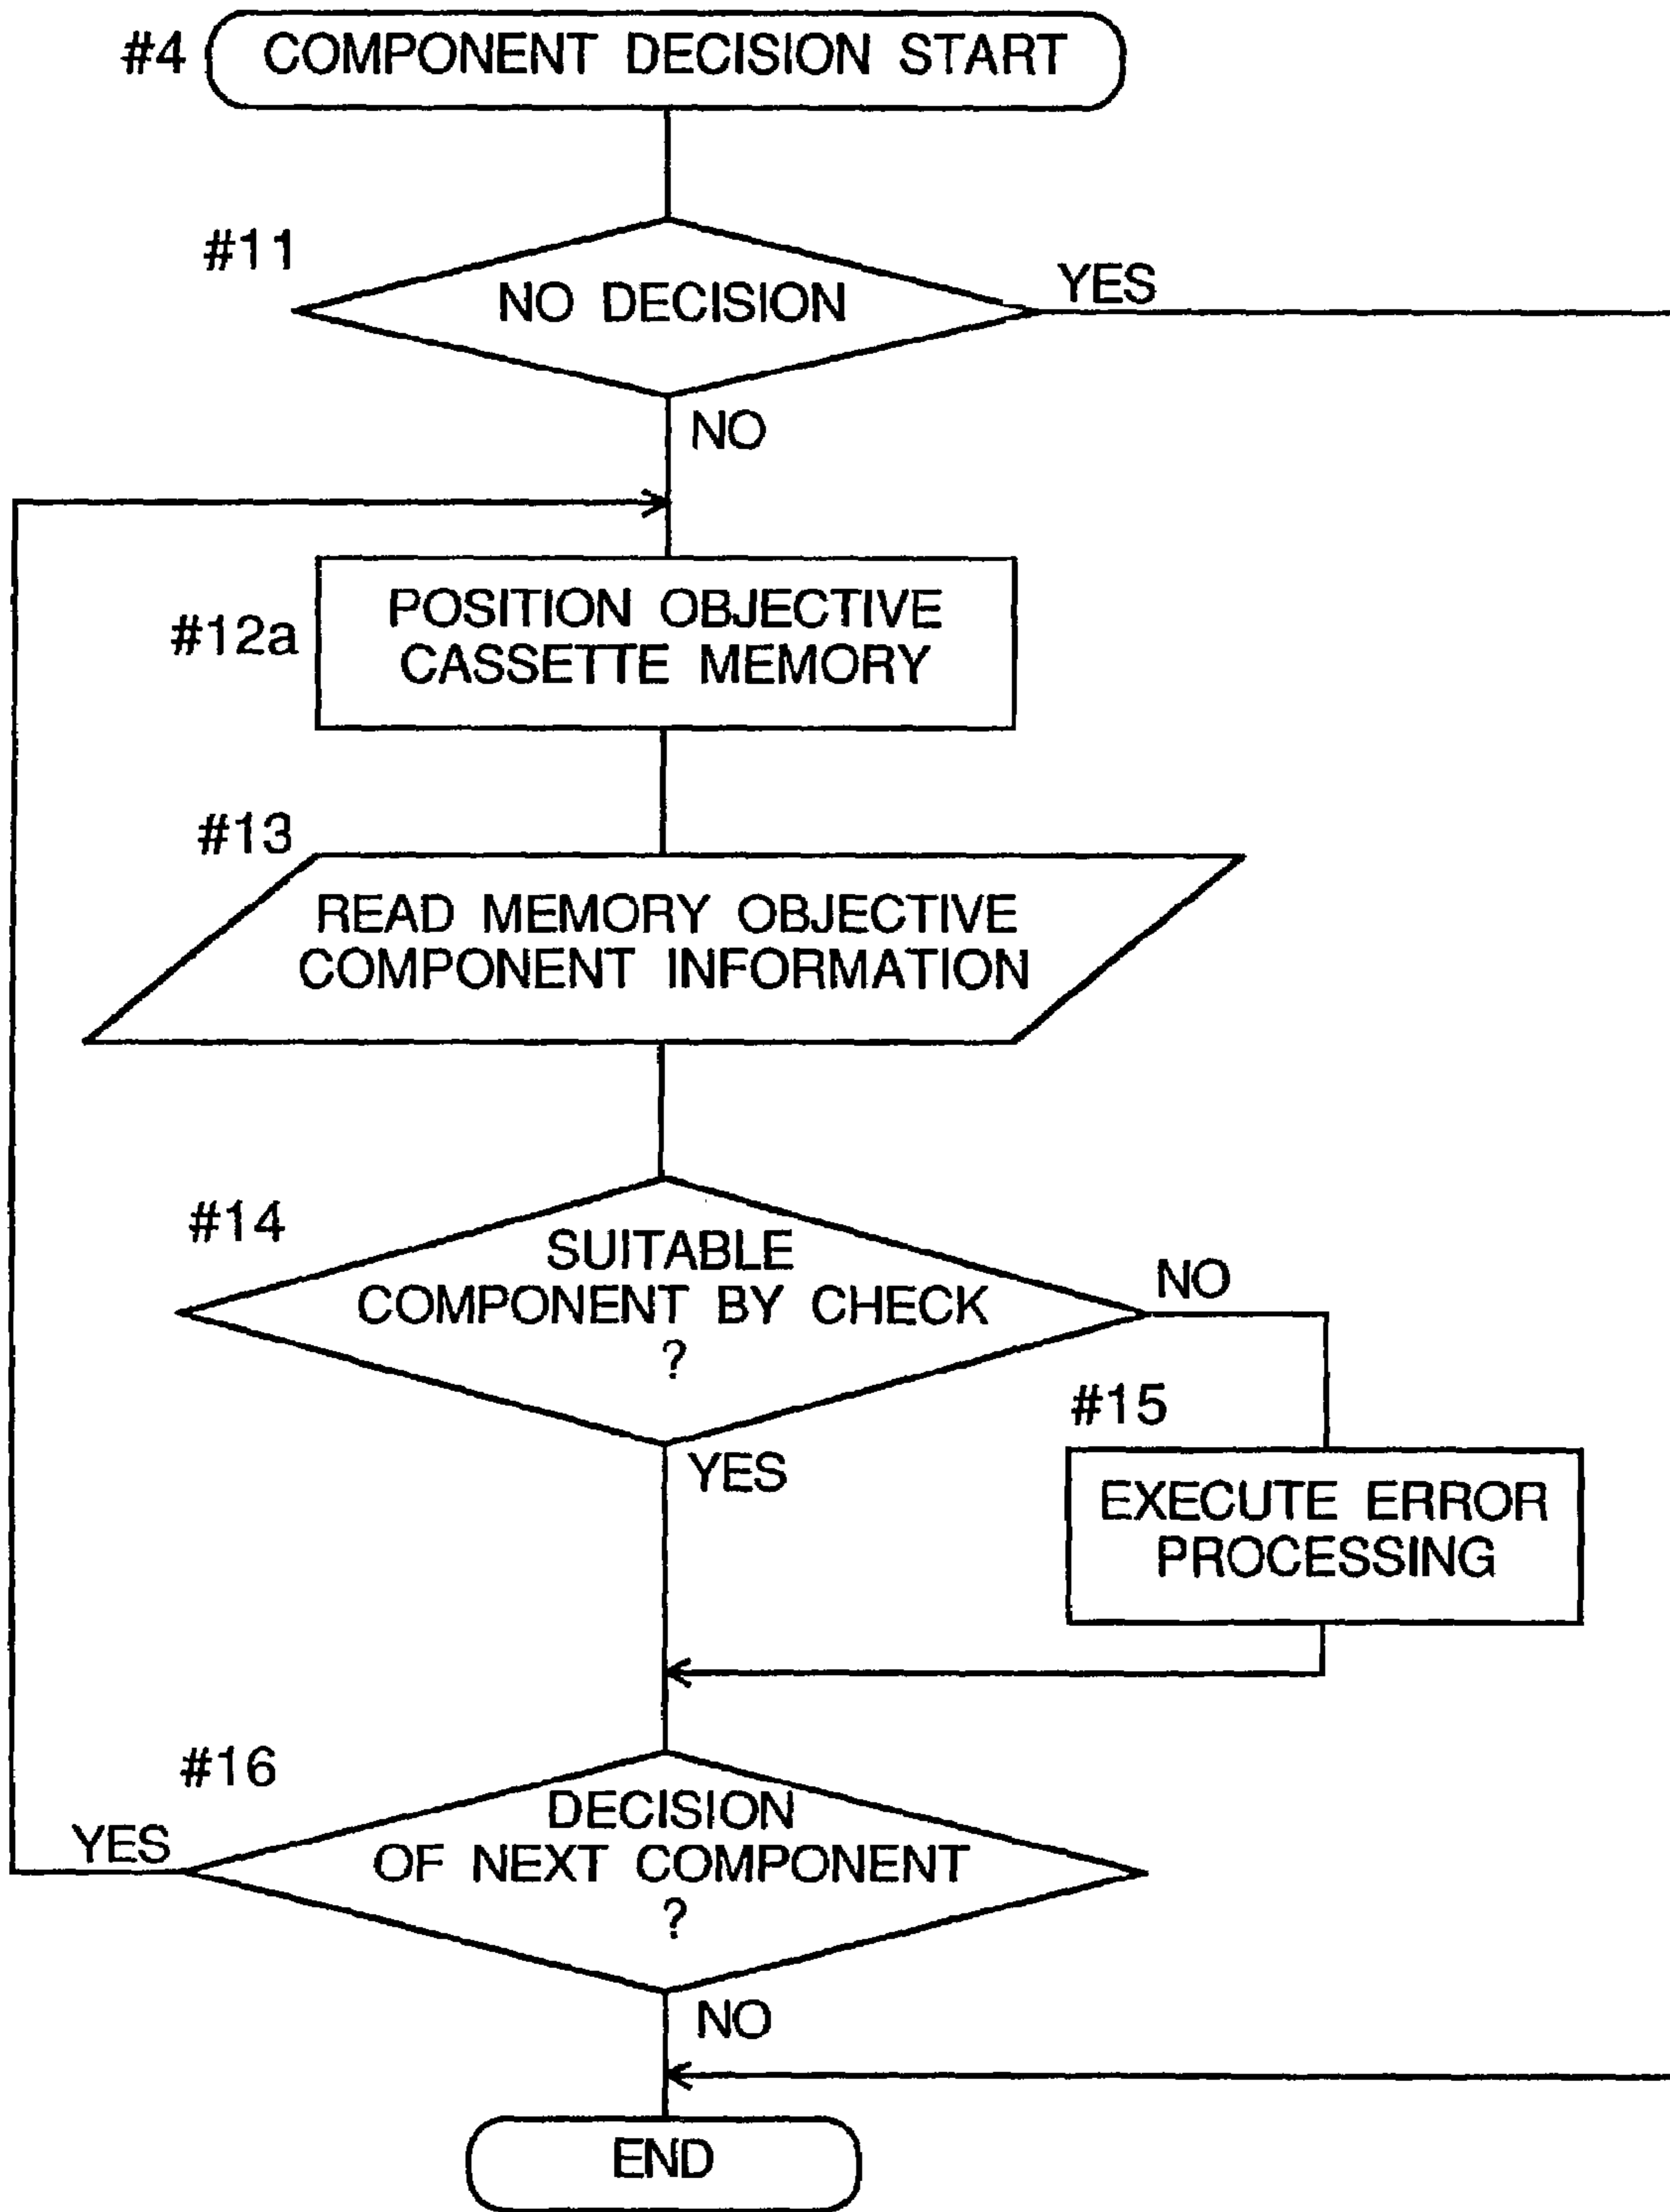 #4 COMPONENT DECISION START
#11
NO DECISION
YES
NO
#12a
POSITION OBJECTIVE
CASSETTE MEMORY
#13
READ MEMORY OBJECTIVE
COMPONENT INFORMATION
#14
SUITABLE
COMPONENT BY CHECK
?
NO
YES
#15
EXECUTE ERROR
PROCESSING
#16
DECISION
OF NEXT COMPONENT
?
YES
NO
END